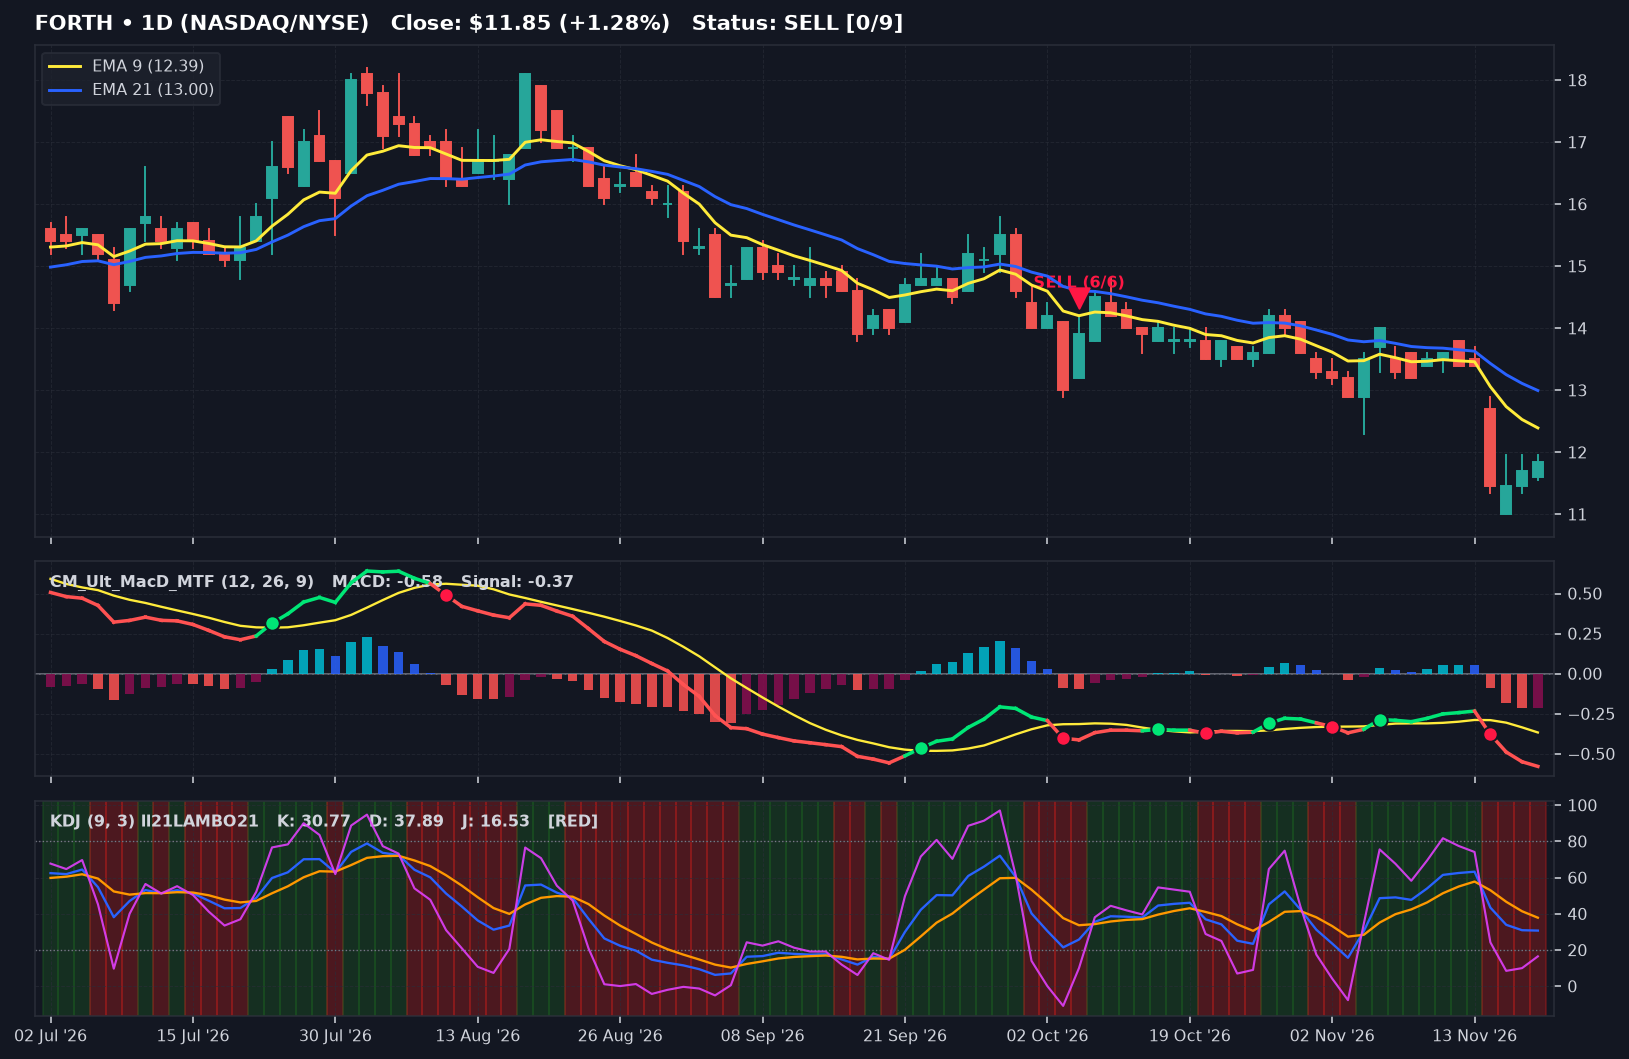 FORTH • 1D (NASDAQ/NYSE)   Close: $11.85 (+1.28%)   Status: SELL [0/9]
EMA 9 (12.39)
EMA 21 (13.00)
18
17
16
15
SELL (6/6)
14
13
12
11
CM_Ult_MacD_MTF (12, 26, 9)   MACD: -0.58   Signal: -0.37
0.50
0.25
0.00
−0.25
−0.50
KDJ (9, 3) II21LAMBO21   K: 30.77   D: 37.89   J: 16.53   [RED]
100
80
60
40
20
0
02 Jul '26   15 Jul '26   30 Jul '26   13 Aug '26   26 Aug '26   08 Sep '26   21 Sep '26   02 Oct '26   19 Oct '26   02 Nov '26   13 Nov '26